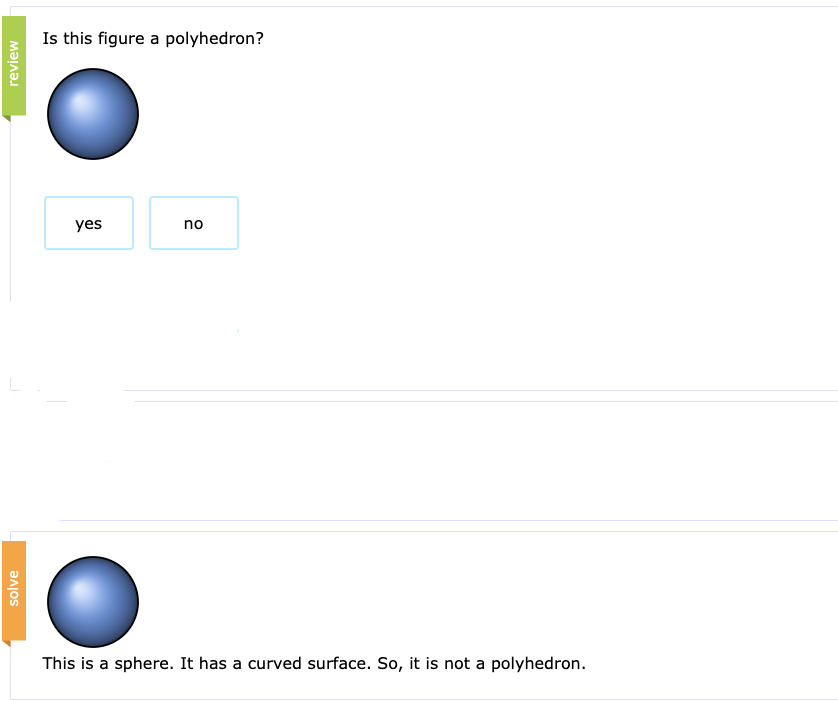 review
Is this figure a polyhedron?
yes
no
solve
This is a sphere. It has a curved surface. So, it is not a polyhedron.